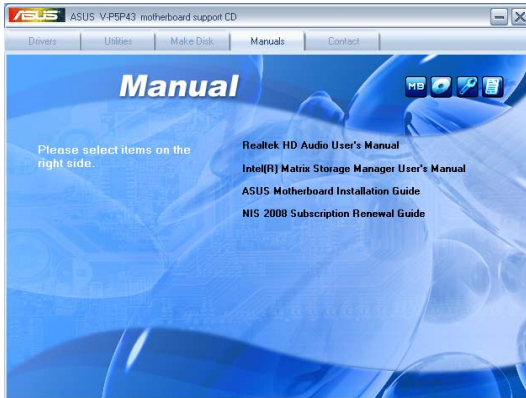 ASUS ASUS V-P5P43 motherboard support CD
Drivers Utilities Make Disk Manuals Contact
Manual
MB
Please select items on the
right side.
Realtek HD Audio User's Manual
Intel(R) Matrix Storage Manager User's Manual
ASUS Motherboard Installation Guide
NIS 2008 Subscription Renewal Guide